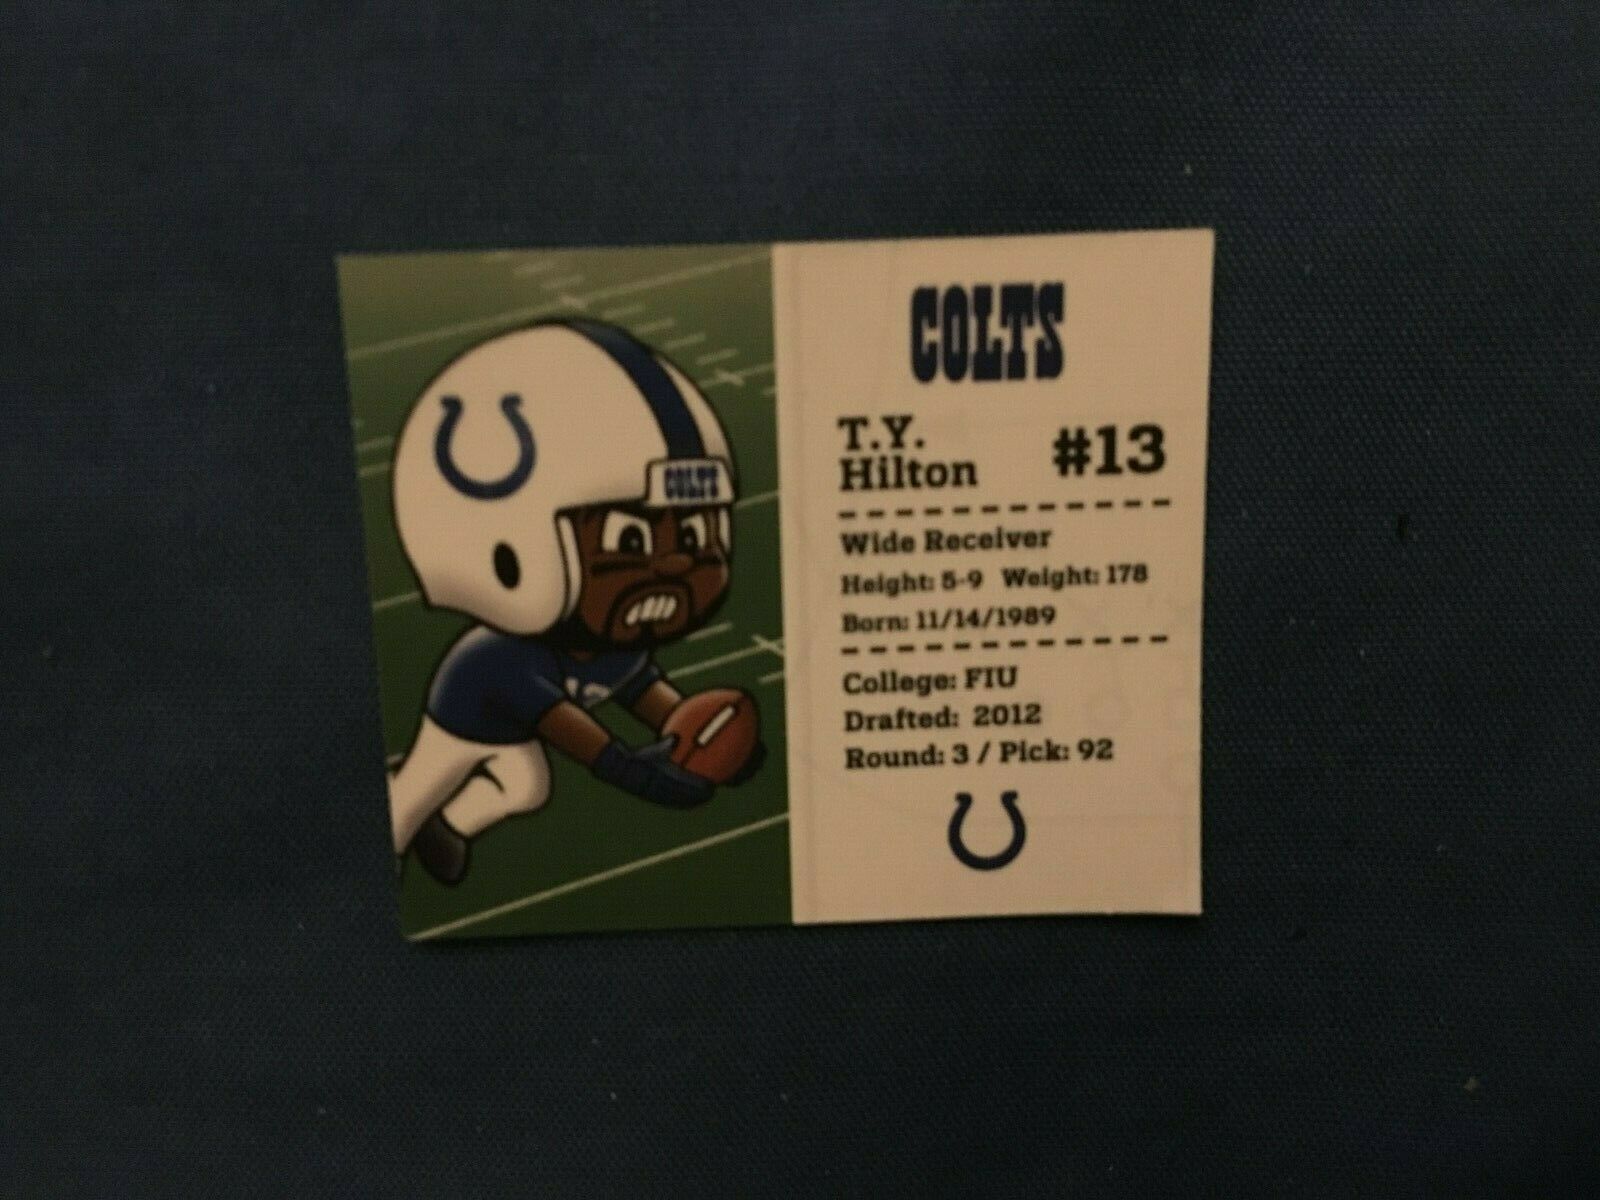 COLTS
COLTS
T.Y.
Hilton
#13
Wide Receiver
Height: 5-9 Weight: 178
Born: 11/14/1989
College: FIU
Drafted: 2012
Round: 3 / Pick: 92